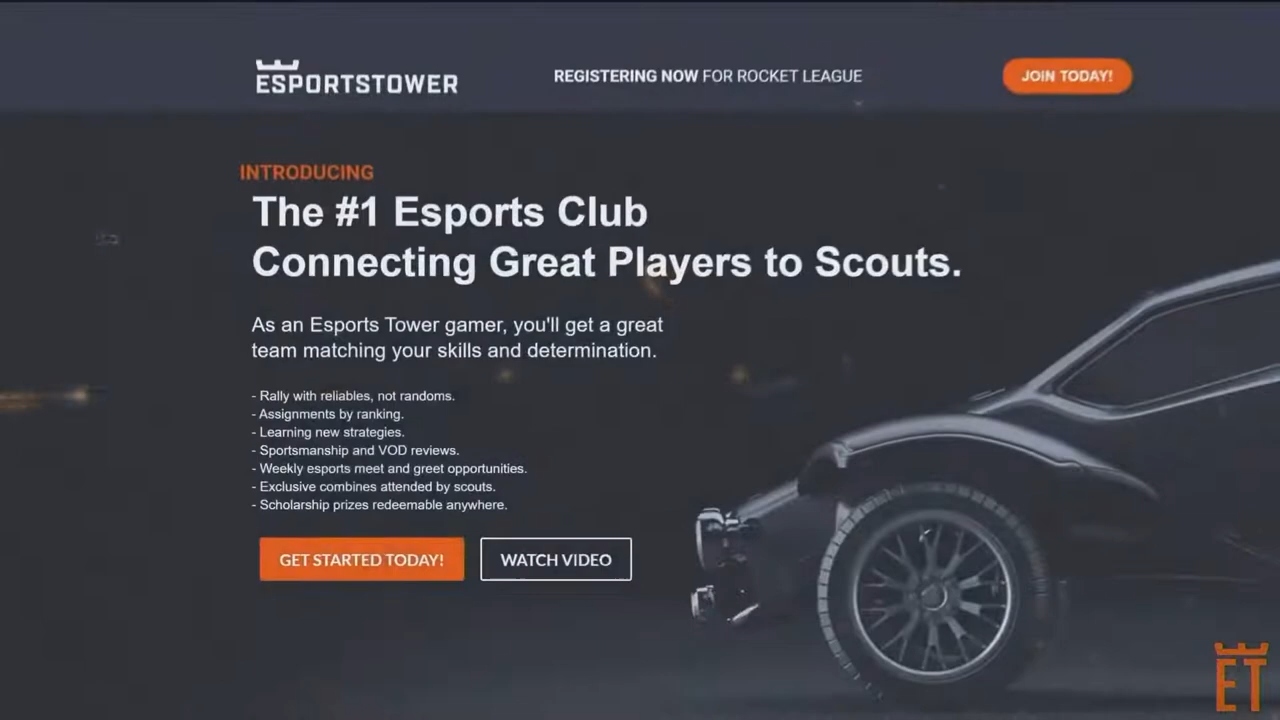 ESPORTSTOWER
REGISTERING NOW FOR ROCKET LEAGUE
JOIN TODAY!
INTRODUCING
The #1 Esports Club
Connecting Great Players to Scouts.
As an Esports Tower gamer, you'll get a great
team matching your skills and determination.
- Rally with reliables, not randoms.
- Assignments by ranking.
- Learning new strategies.
- Sportsmanship and VOD reviews.
- Weekly esports meet and greet opportunities.
- Exclusive combines attended by scouts.
- Scholarship prizes redeemable anywhere.
GET STARTED TODAY!
WATCH VIDEO
ET